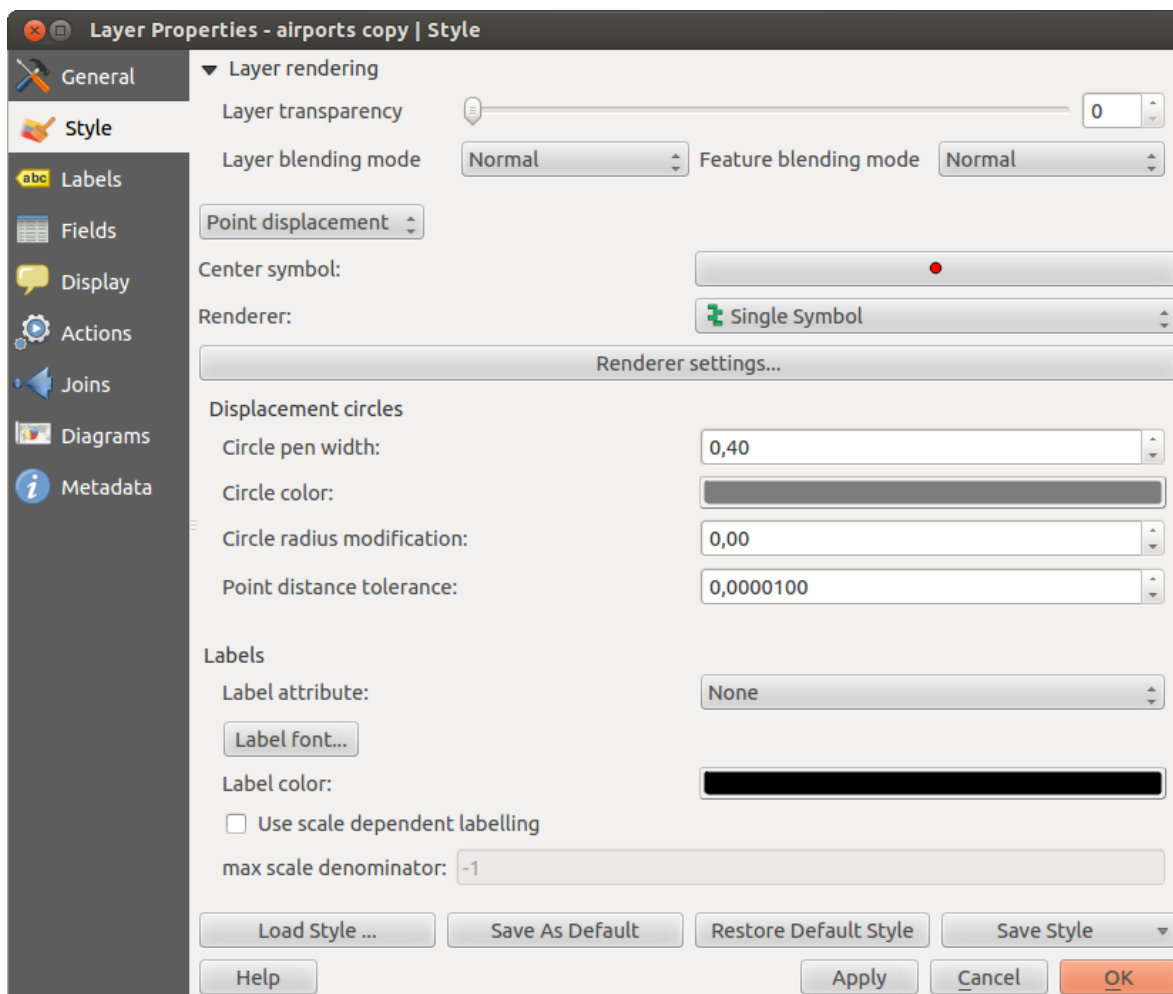 Layer Properties - airports copy | Style
General
Style
abc Labels
Fields
Display
Actions
Joins
Diagrams
i Metadata
Layer rendering
Layer transparency 0
Layer blending mode Normal Feature blending mode Normal
Point displacement
Center symbol:
Renderer: Single Symbol
Renderer settings...
Displacement circles
Circle pen width: 0,40
Circle color:
Circle radius modification: 0,00
Point distance tolerance: 0,0000100
Labels
Label attribute: None
Label font...
Label color:
Use scale dependent labelling
max scale denominator: -1
Load Style ... Save As Default Restore Default Style Save Style
Help Apply Cancel OK